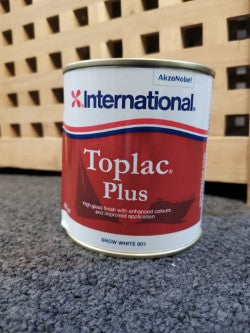 AkzoNobel
International®
Toplac®
Plus
High gloss finish with enhanced colours
and improved application
SNOW WHITE 001